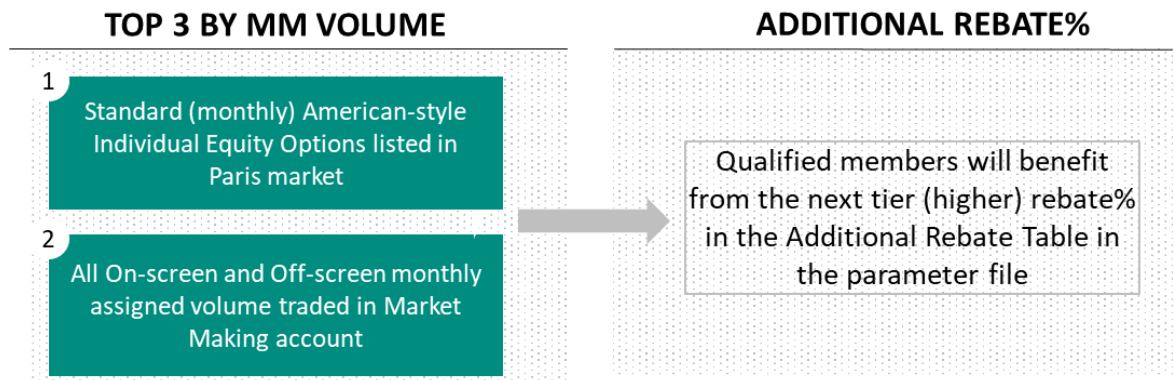 TOP 3 BY MM VOLUME
1
Standard (monthly) American-style
Individual Equity Options listed in
Paris market
2
All On-screen and Off-screen monthly
assigned volume traded in Market
Making account
ADDITIONAL REBATE%
Qualified members will benefit
from the next tier (higher) rebate%
in the Additional Rebate Table in
the parameter file